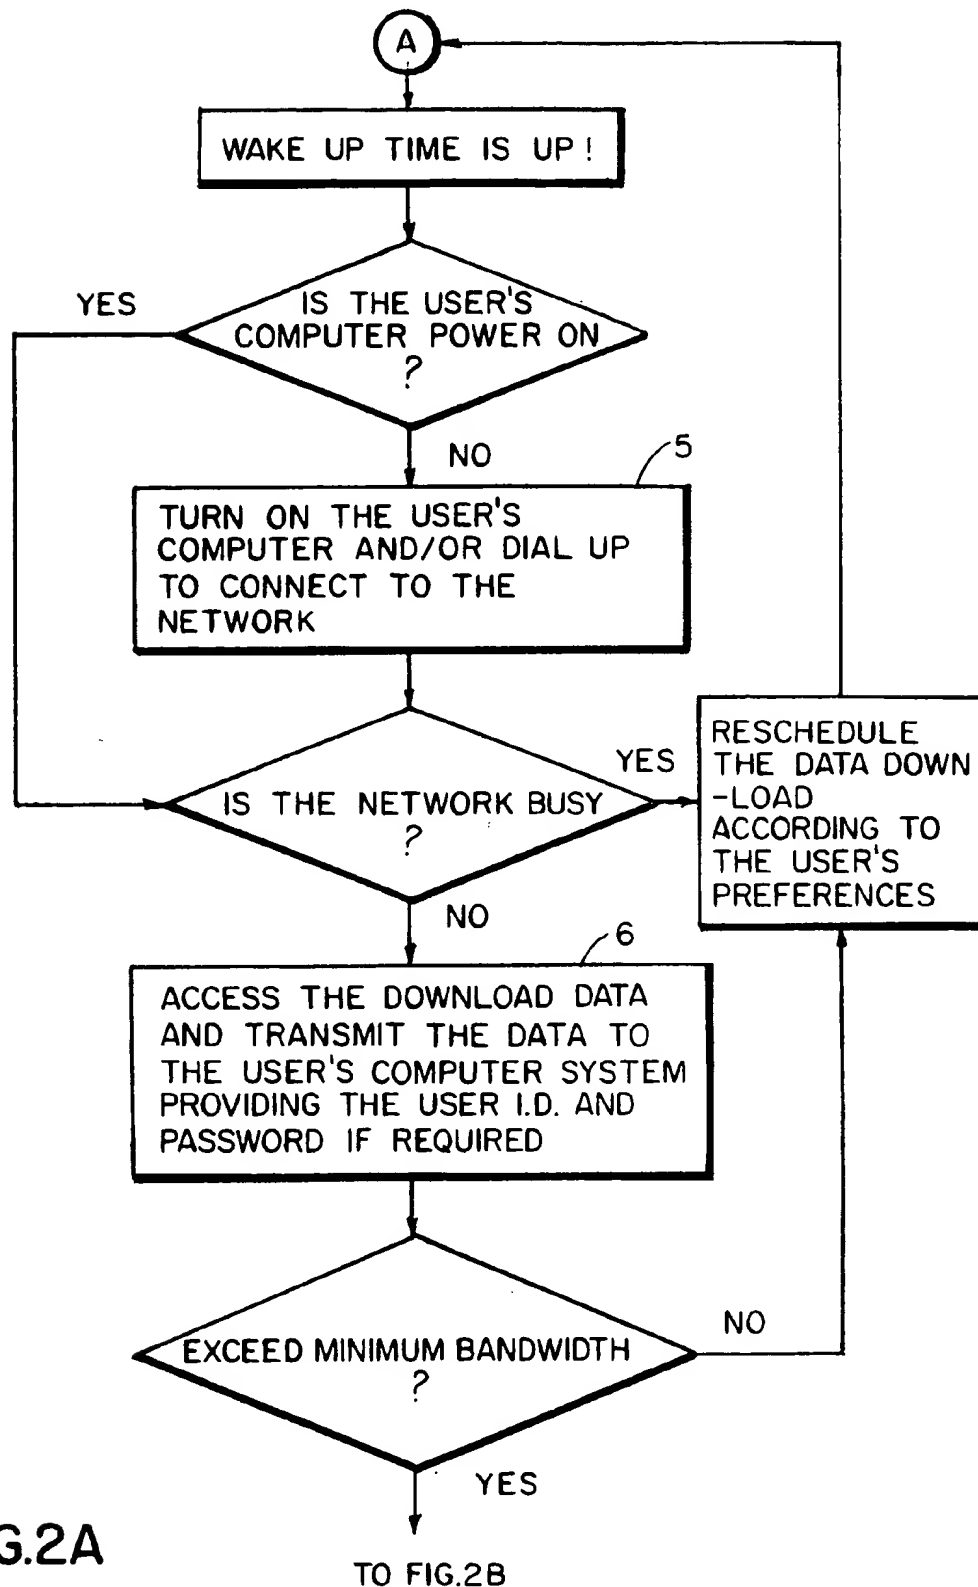 A
WAKE UP TIME IS UP!
YES
IS THE USER'S
COMPUTER POWER ON
?
NO
5
TURN ON THE USER'S
COMPUTER AND/OR DIAL UP
TO CONNECT TO THE
NETWORK
YES
IS THE NETWORK BUSY
?
RESCHEDULE
THE DATA DOWN
-LOAD
ACCORDING TO
THE USER'S
PREFERENCES
NO
6
ACCESS THE DOWNLOAD DATA
AND TRANSMIT THE DATA TO
THE USER'S COMPUTER SYSTEM
PROVIDING THE USER I.D. AND
PASSWORD IF REQUIRED
EXCEED MINIMUM BANDWIDTH
?
NO
YES
G.2A
TO FIG.2B